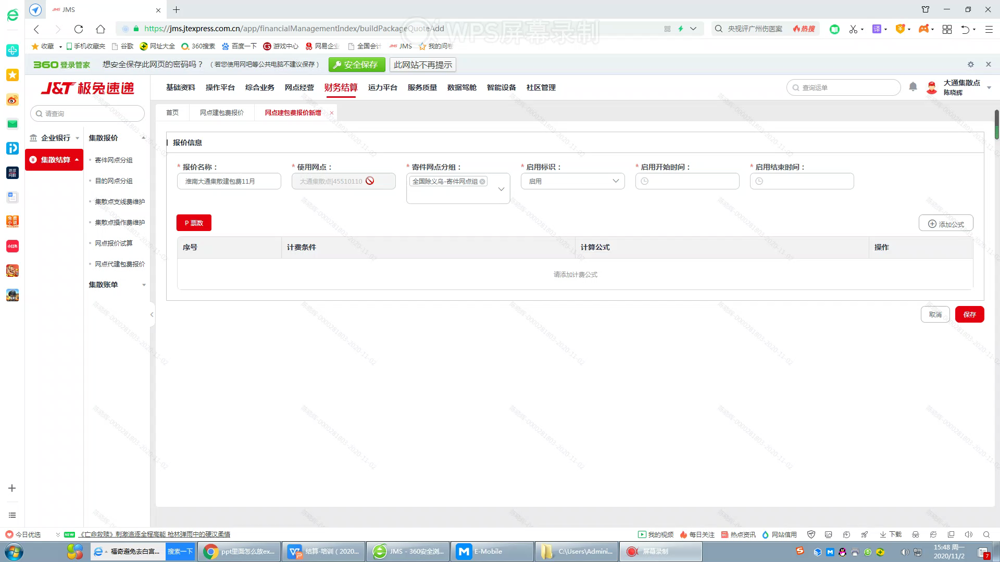 JMS
https://jms.jtexpress.com.cn/app/financialManagementIndex/buildPackageQuoteAdd
央视评广州伤医案
热搜
WPS屏幕录制
收藏 手机收藏夹 谷歌 网址大全 360搜索 百度一下 游戏中心 网易企业 全国会计 JMS 我的问卷
360登录管家 想安全保存此网页的密码吗？（若您使用网吧等公共电脑不建议保存） 安全保存 此网站不再提示
J&T 极兔速递
基础资料 操作平台 综合业务 网点经营 财务结算 运力平台 服务质量 数据驾舱 智能设备 社区管理
查询运单
大通集散点
陈晓辉
请查询
首页 网点建包费报价 网点建包费报价新增
企业银行
集散结算
集散报价
寄件网点分组
目的网点分组
集散点支线费维护
集散点操作费维护
网点报价试算
网点代建包费报价
集散账单
报价信息
* 报价名称： * 使用网点： * 寄件网点分组： * 启用标识： * 启用开始时间： * 启用结束时间：
淮南大通集散建包费11月 大通集散点|45510110 全国除义乌-寄件网点组 启用
P 票数
添加公式
序号 计费条件 计算公式 操作
请添加计费公式
取消 保存
陈晓辉-0000281803-2020-11-02
今日优选 NEW 《亡命救赎》刺激追逐全程高能 枪林弹雨中的硬汉柔情
我的视频 每日关注 热点资讯 网站信用 下载
福奇避免去白宫... 搜索一下 ppt里面怎么放ex... 结算-培训（2020... JMS - 360安全浏... E-Mobile C:\Users\Admini... 屏幕录制
15:48 周一
2020/11/2
7